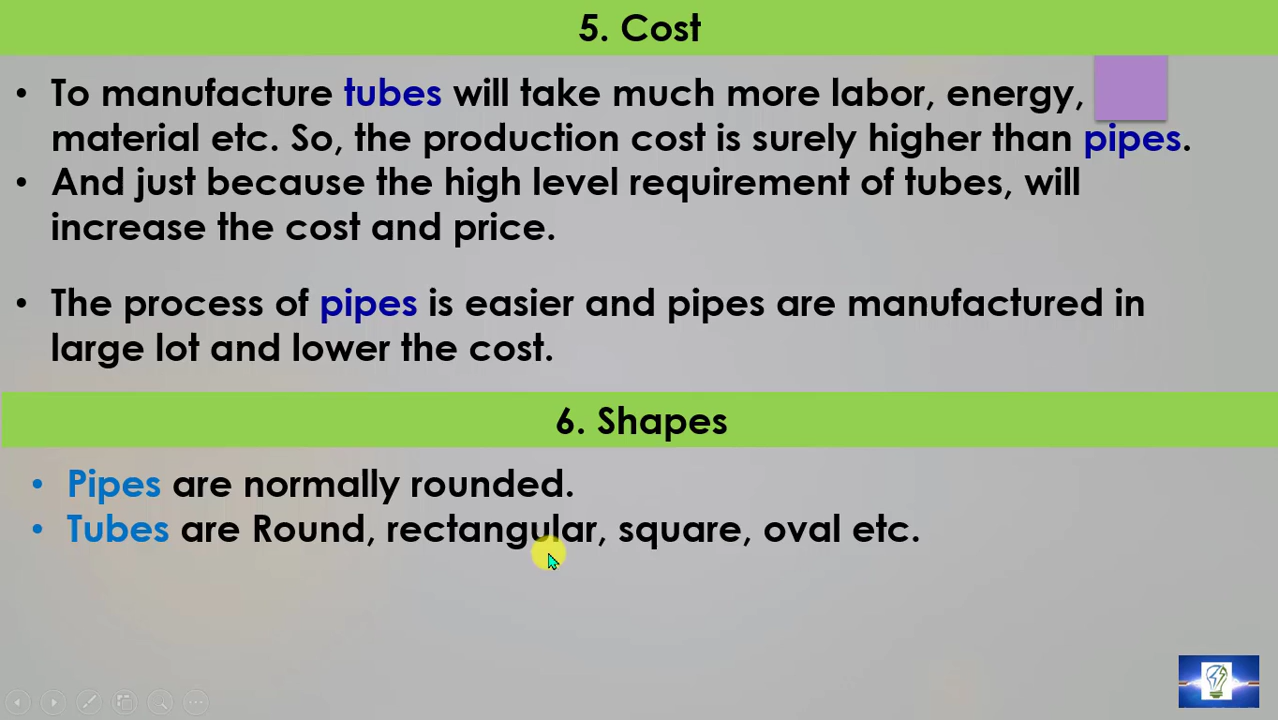 5. Cost
• To manufacture tubes will take much more labor, energy,
material etc. So, the production cost is surely higher than pipes.
• And just because the high level requirement of tubes, will
increase the cost and price.
• The process of pipes is easier and pipes are manufactured in
large lot and lower the cost.
6. Shapes
• Pipes are normally rounded.
• Tubes are Round, rectangular, square, oval etc.